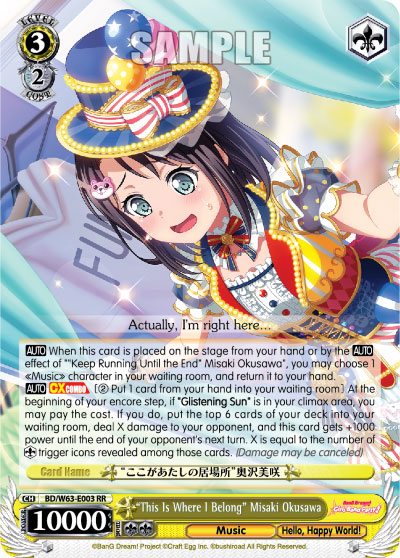 LEVEL
3
2
COST
SAMPLE
FUN
Actually, I'm right here...
AUTO When this card is placed on the stage from your hand or by the AUTO
effect of ""Keep Running Until the End" Misaki Okusawa", you may choose 1
«Music» character in your waiting room, and return it to your hand.
AUTO CXCOMBO [② Put 1 card from your hand into your waiting room] At the
beginning of your encore step, if "Glistening Sun" is in your climax area, you
may pay the cost. If you do, put the top 6 cards of your deck into your
waiting room, deal X damage to your opponent, and this card gets +1000
power until the end of your opponent's next turn. X is equal to the number of
trigger icons revealed among those cards. (Damage may be canceled)
Card Name
"ここがあたしの居場所"奥沢美咲
CH BD/W63-E003 RR
"This Is Where I Belong" Misaki Okusawa
BanG Dream!
Girls Band Party!
POWER
10000
SOUL
Music
Hello, Happy World!
©BanG Dream! Project ©Craft Egg Inc. ©bushiroad All Rights Reserved.